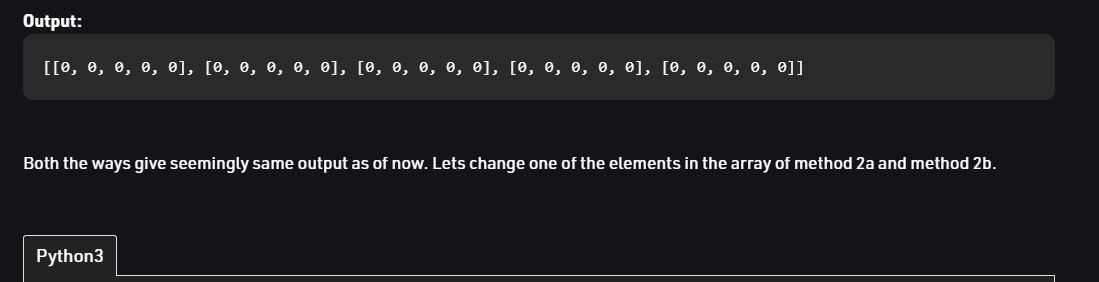 Output:
[[0, 0, 0, 0, 0], [0, 0, 0, 0, 0], [0, 0, 0, 0, 0], [0, 0, 0, 0, 0], [0, 0, 0, 0, 0]]
Both the ways give seemingly same output as of now. Lets change one of the elements in the array of method 2a and method 2b.
Python3